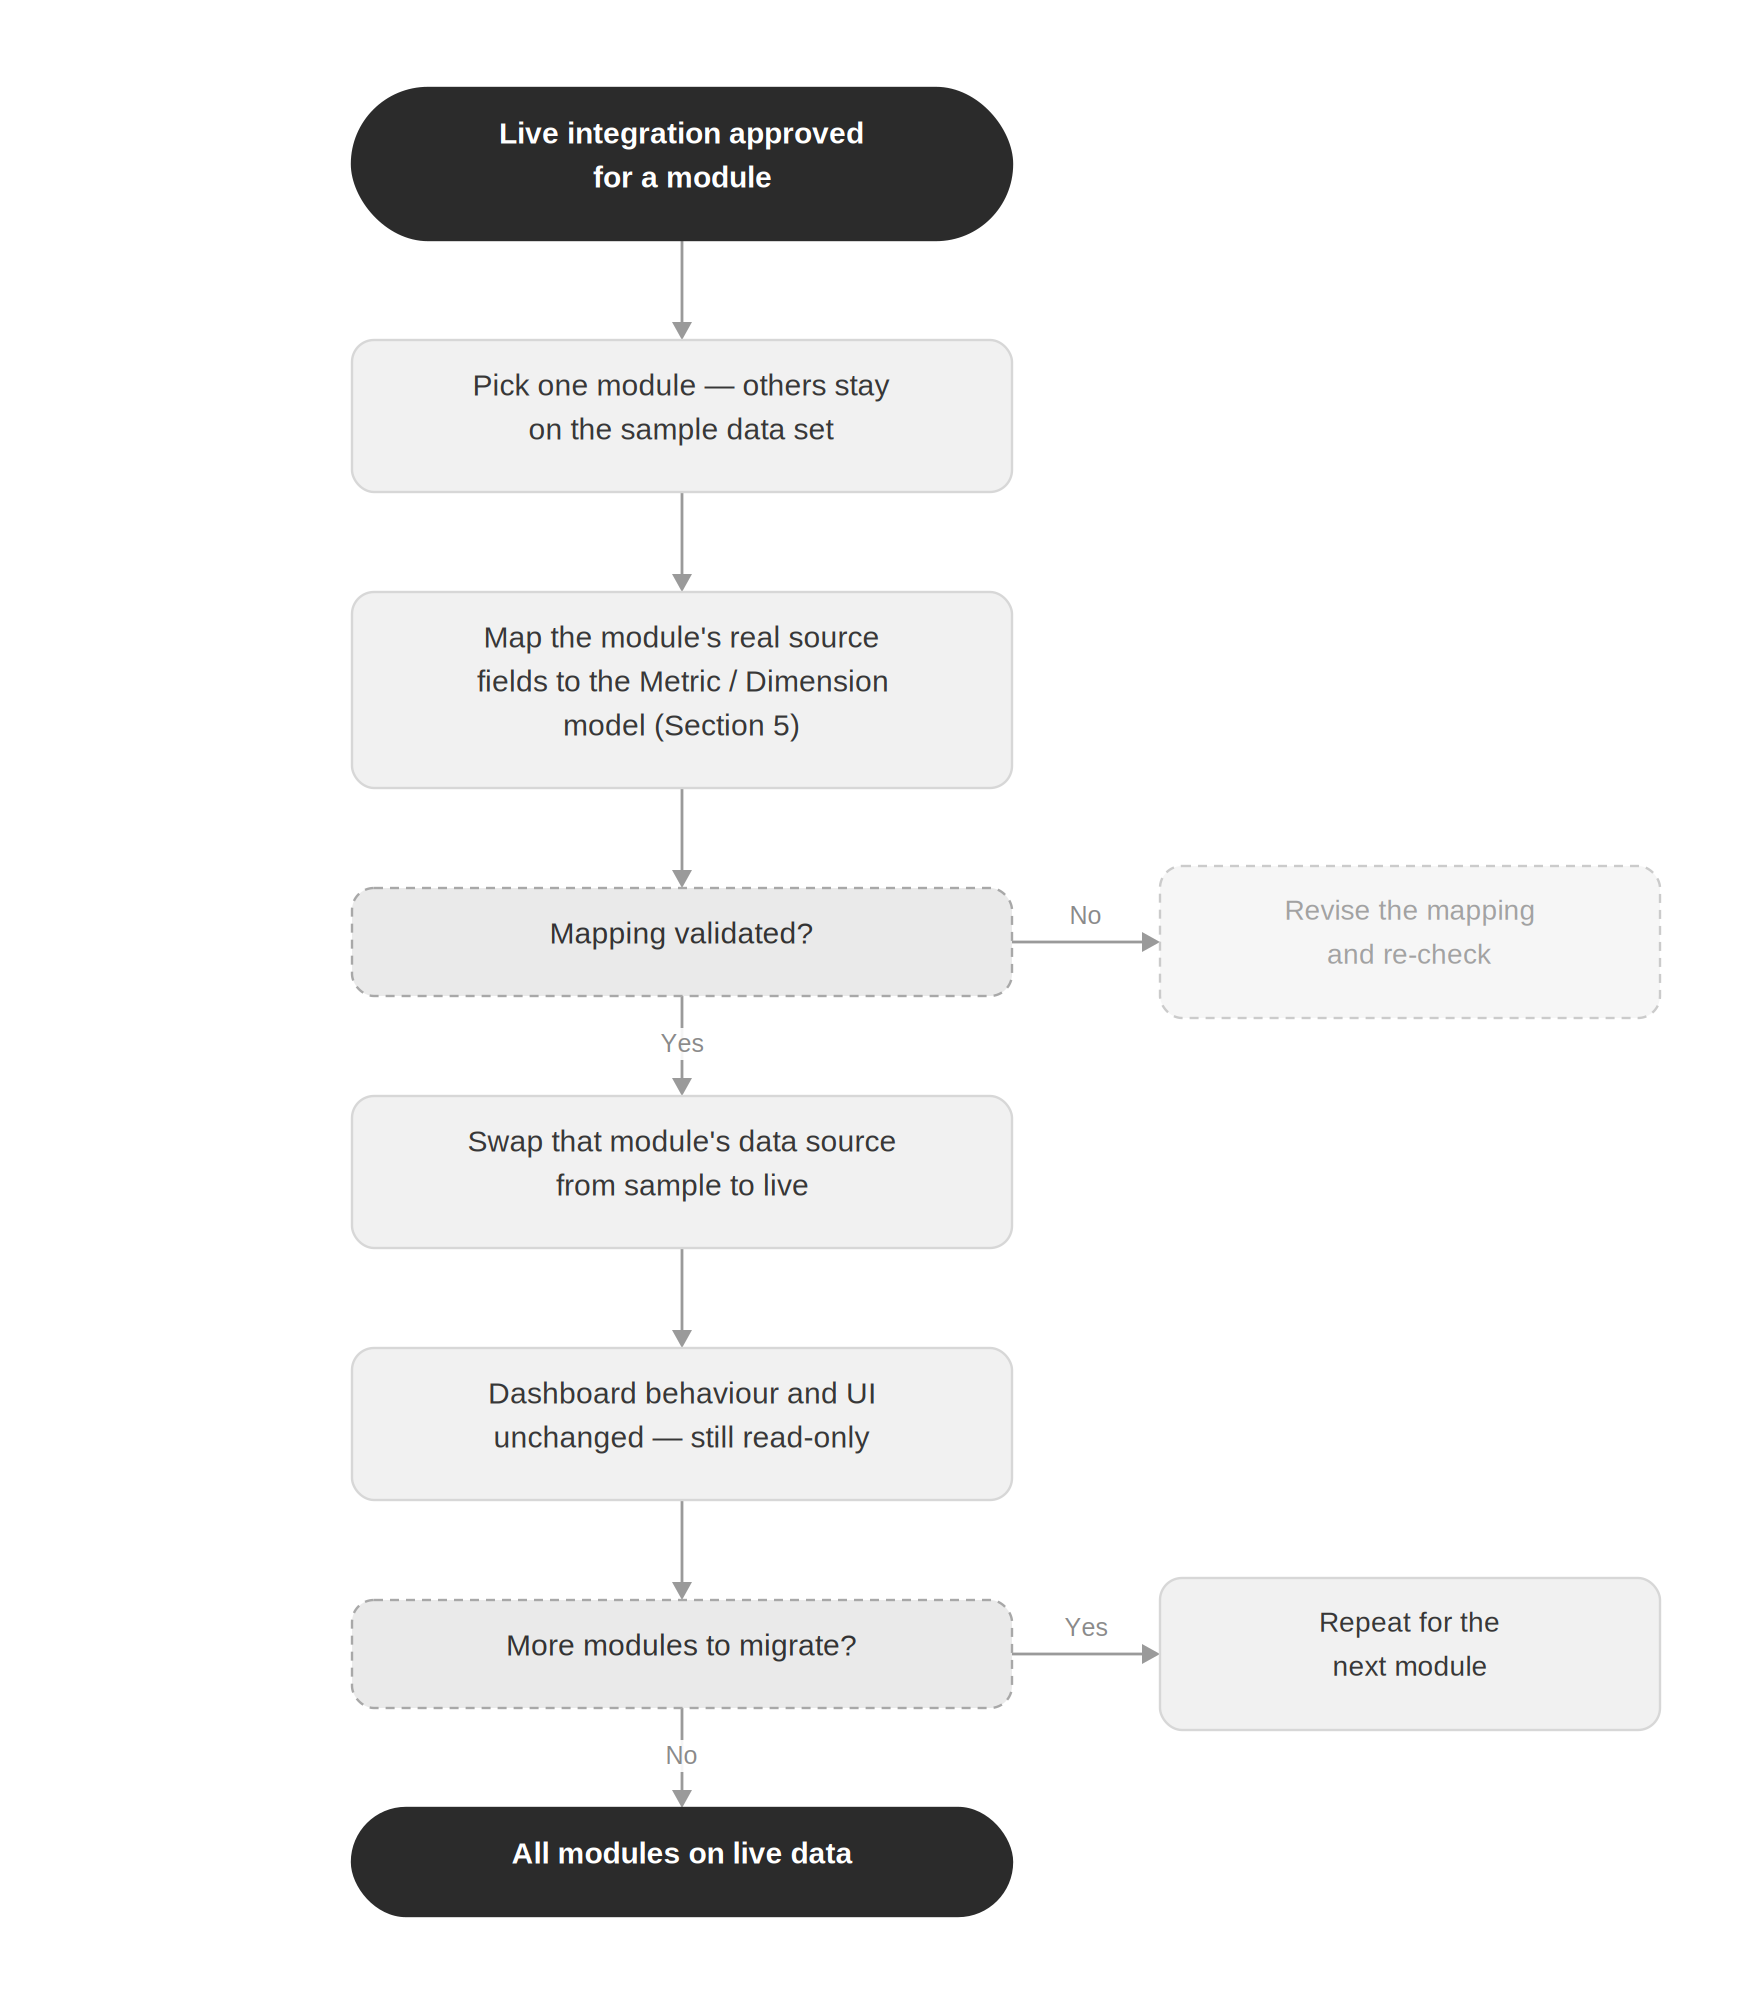 Live integration approved
for a module
Pick one module — others stay
on the sample data set
Map the module's real source
fields to the Metric / Dimension
model (Section 5)
Mapping validated?
No
Revise the mapping
and re-check
Yes
Swap that module's data source
from sample to live
Dashboard behaviour and UI
unchanged — still read-only
More modules to migrate?
Yes
Repeat for the
next module
No
All modules on live data